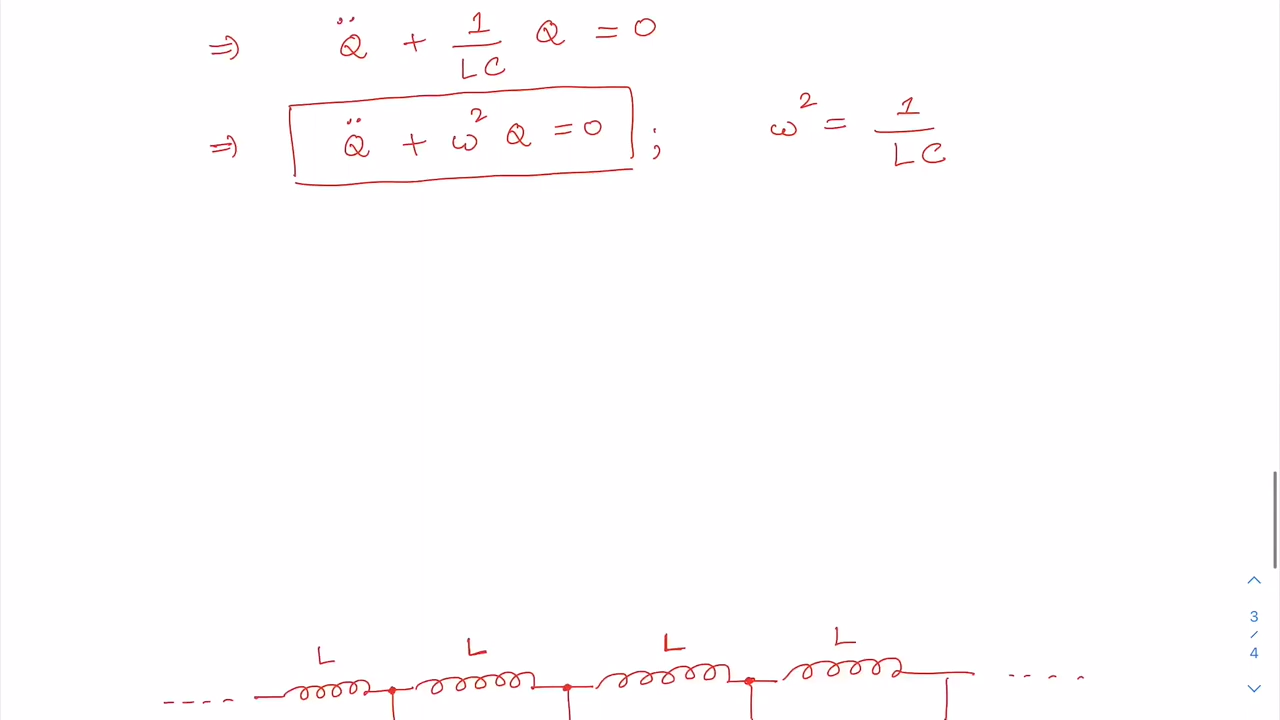 ⇒ Q̈ + 1/LC Q = 0
⇒ Q̈ + ω² Q = 0 ; ω² = 1/LC
L L L L
3
/
4